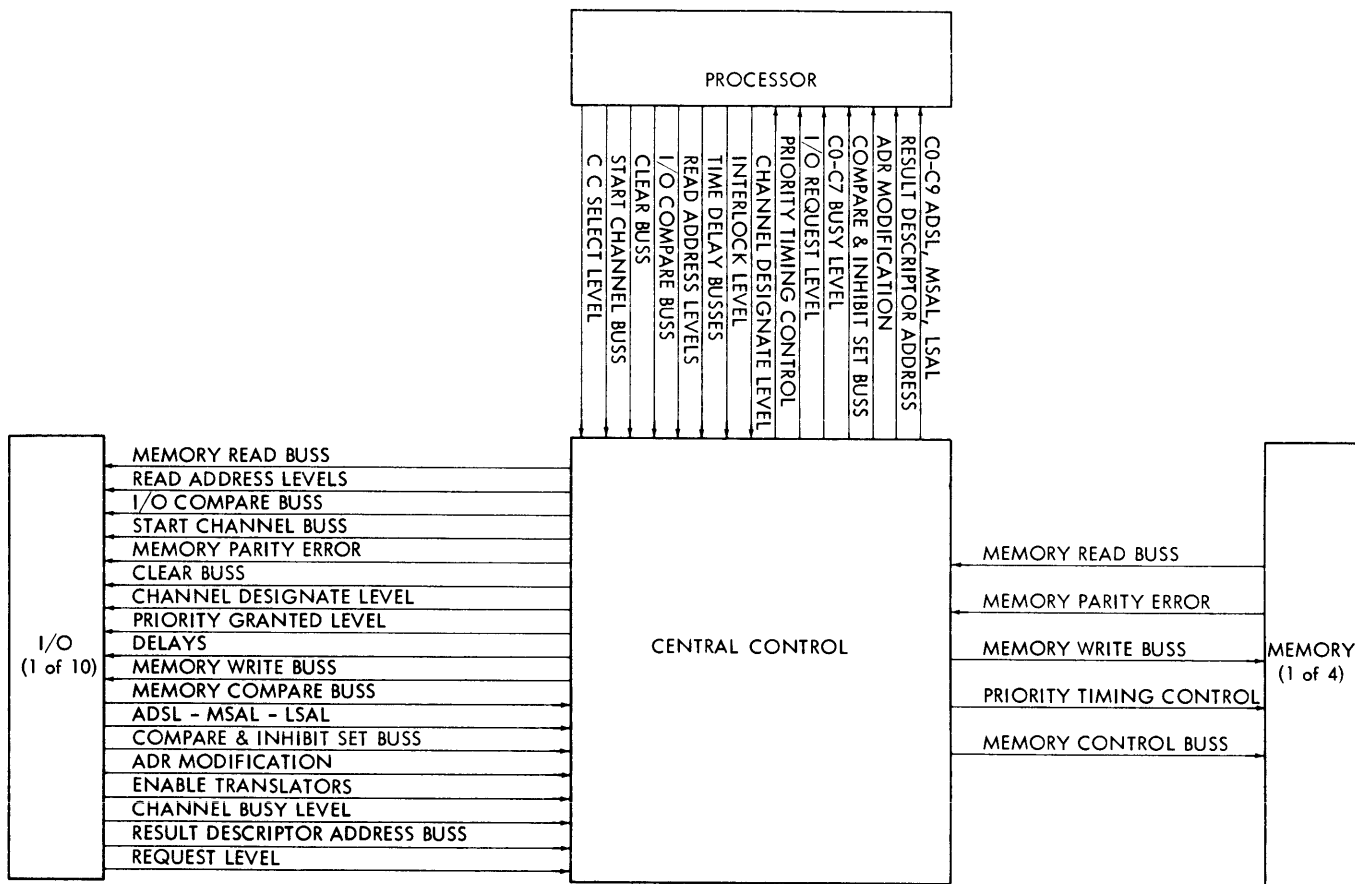 PROCESSOR
C C SELECT LEVEL
START CHANNEL BUSS
CLEAR BUSS
I/O COMPARE BUSS
READ ADDRESS LEVELS
TIME DELAY BUSSES
INTERLOCK LEVEL
CHANNEL DESIGNATE LEVEL
PRIORITY TIMING CONTROL
I/O REQUEST LEVEL
C0-C7 BUSY LEVEL
COMPARE & INHIBIT SET BUSS
ADR MODIFICATION
RESULT DESCRIPTOR ADDRESS
C0-C9 ADSL, MSAL, LSAL
I/O
(1 of 10)
MEMORY READ BUSS
READ ADDRESS LEVELS
I/O COMPARE BUSS
START CHANNEL BUSS
MEMORY PARITY ERROR
CLEAR BUSS
CHANNEL DESIGNATE LEVEL
PRIORITY GRANTED LEVEL
DELAYS
MEMORY WRITE BUSS
MEMORY COMPARE BUSS
ADSL - MSAL - LSAL
COMPARE & INHIBIT SET BUSS
ADR MODIFICATION
ENABLE TRANSLATORS
CHANNEL BUSY LEVEL
RESULT DESCRIPTOR ADDRESS BUSS
REQUEST LEVEL
CENTRAL CONTROL
MEMORY READ BUSS
MEMORY PARITY ERROR
MEMORY WRITE BUSS
PRIORITY TIMING CONTROL
MEMORY CONTROL BUSS
MEMORY
(1 of 4)